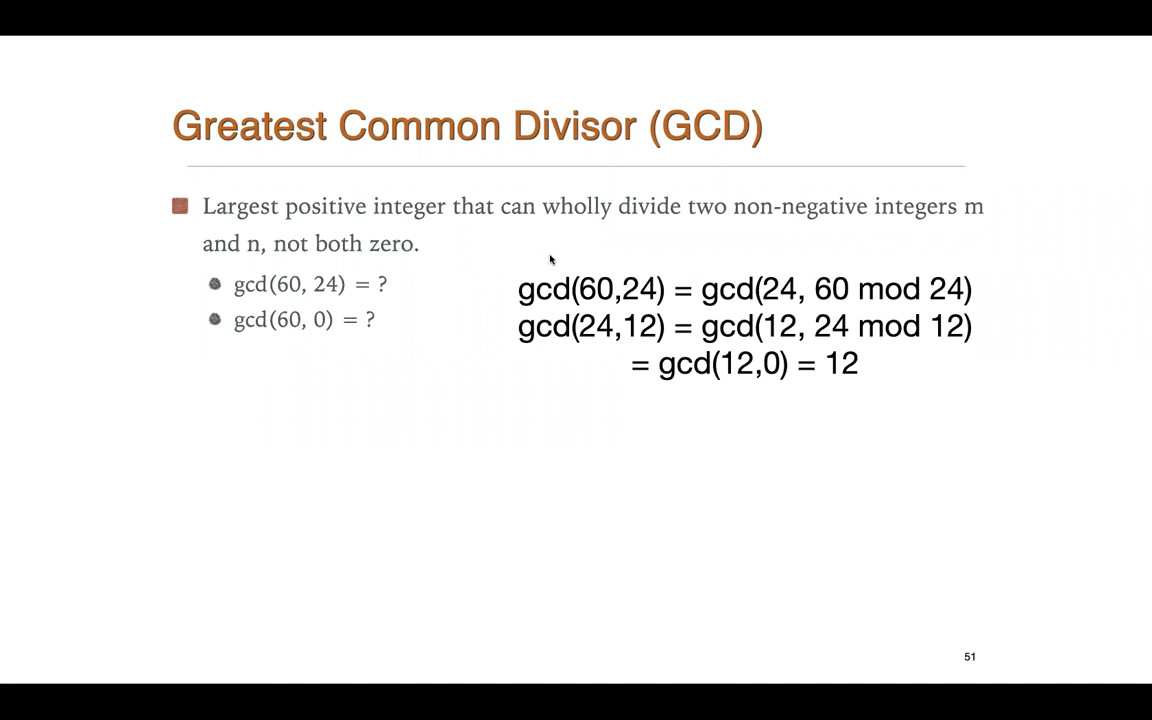 Greatest Common Divisor (GCD)
Largest positive integer that can wholly divide two non-negative integers m
and n, not both zero.
gcd(60, 24) = ?
gcd(60, 0) = ?
gcd(60,24) = gcd(24, 60 mod 24)
gcd(24,12) = gcd(12, 24 mod 12)
= gcd(12,0) = 12
51